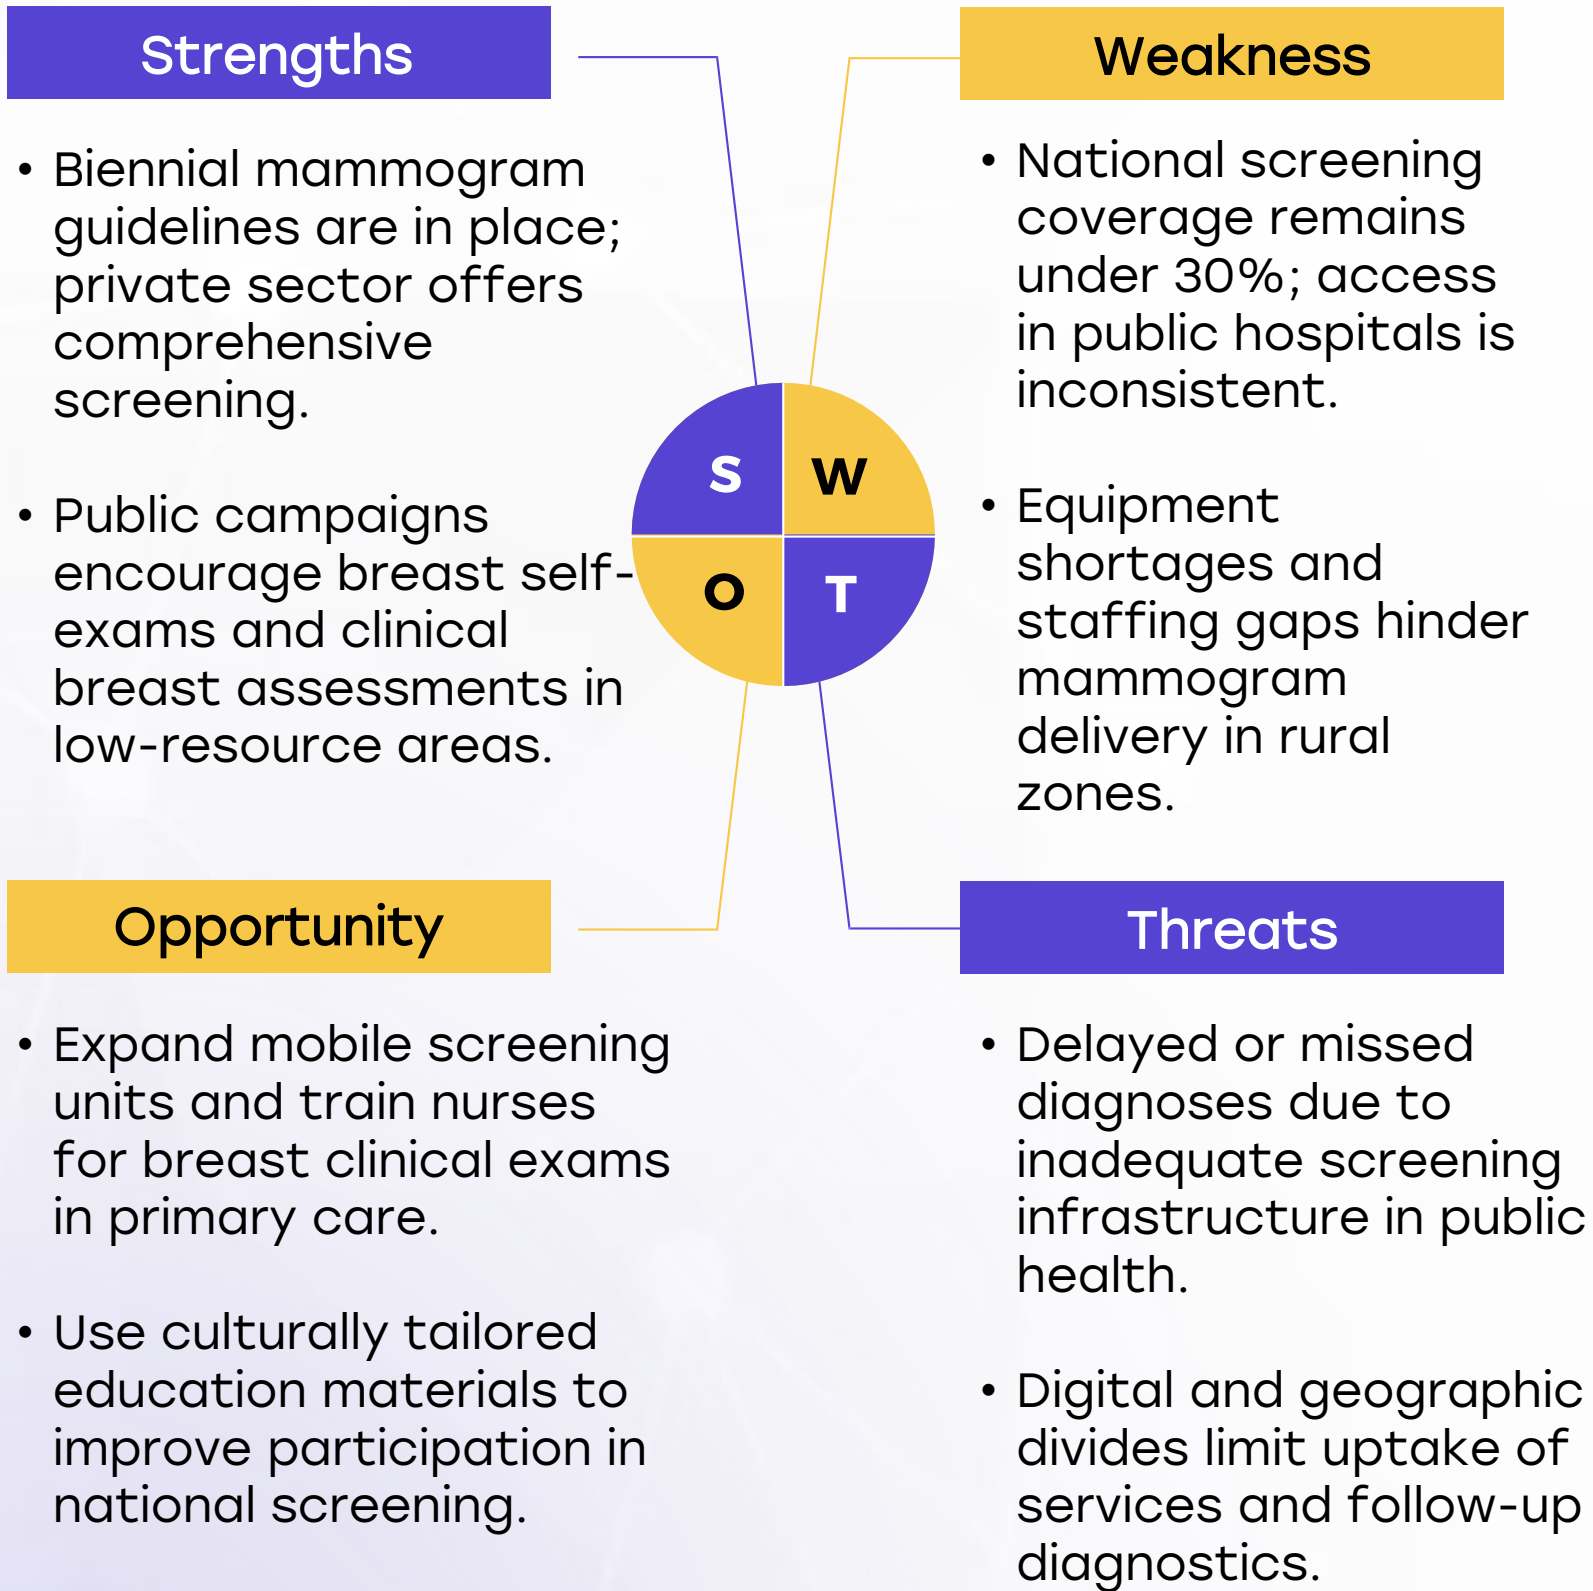 Strengths
• Biennial mammogram
guidelines are in place;
private sector offers
comprehensive
screening.
• Public campaigns
encourage breast self-
exams and clinical
breast assessments in
low-resource areas.
Weakness
• National screening
coverage remains
under 30%; access
in public hospitals is
inconsistent.
• Equipment
shortages and
staffing gaps hinder
mammogram
delivery in rural
zones.
S
W
O
T
Opportunity
• Expand mobile screening
units and train nurses
for breast clinical exams
in primary care.
• Use culturally tailored
education materials to
improve participation in
national screening.
Threats
• Delayed or missed
diagnoses due to
inadequate screening
infrastructure in public
health.
• Digital and geographic
divides limit uptake of
services and follow-up
diagnostics.